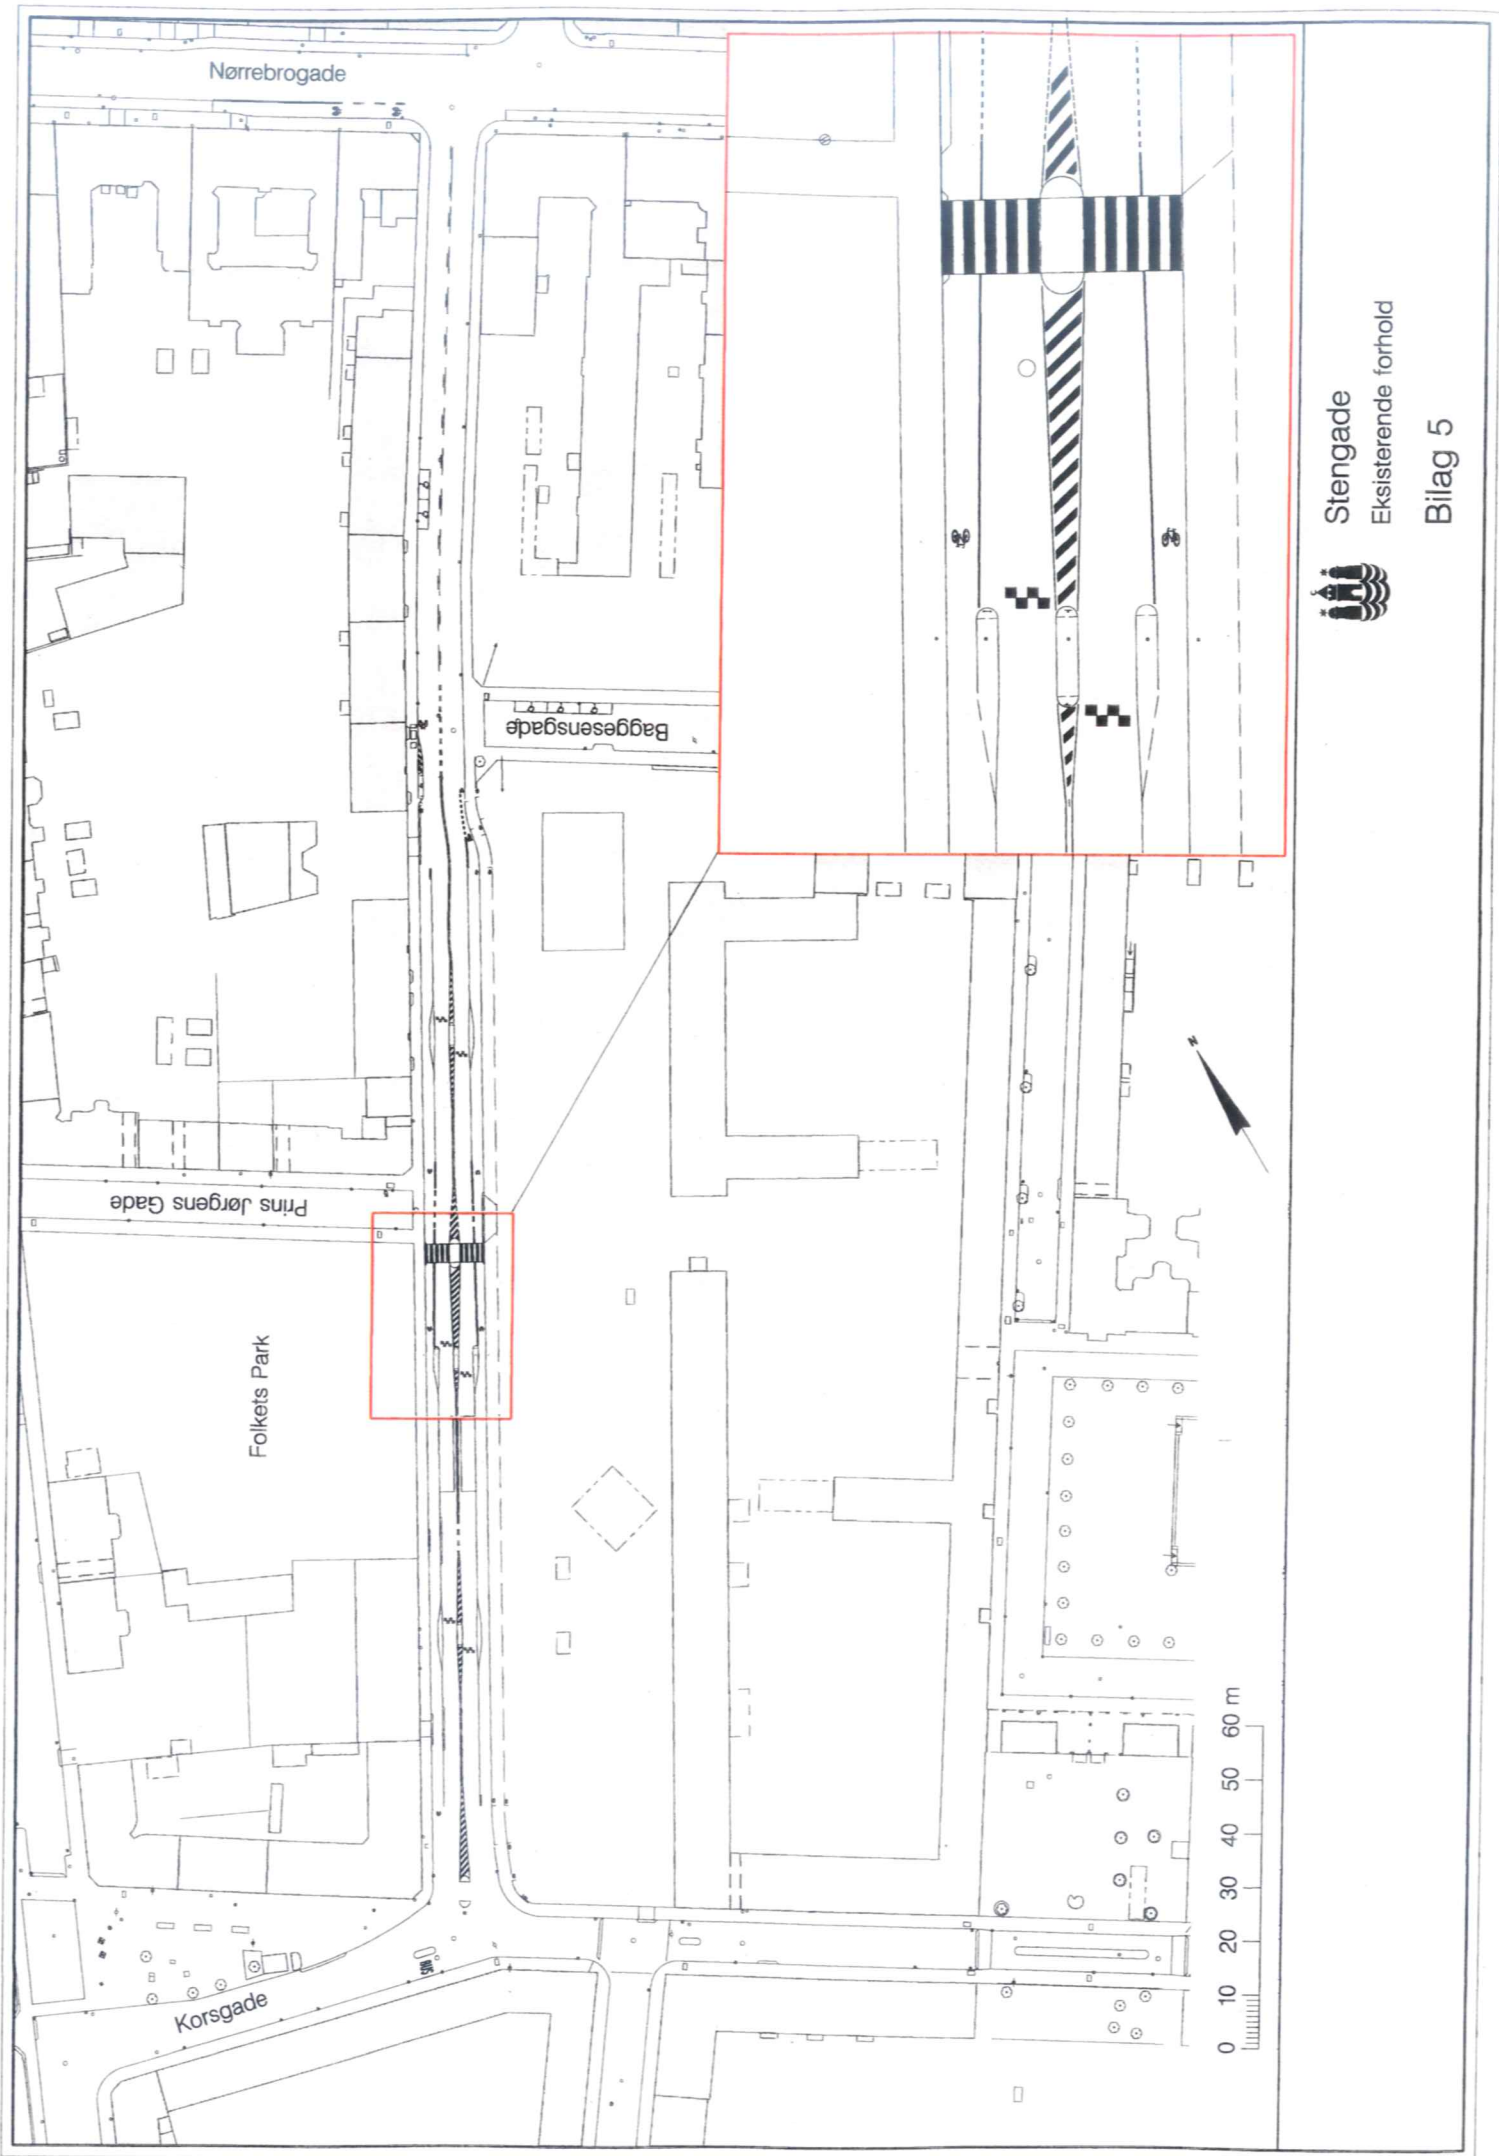 Nørrebrogade
Baggesensgade
Prins Jørgens Gade
Folkets Park
Korsgade
N
0 10 20 30 40 50 60 m
Stengade
Eksisterende forhold
Bilag 5